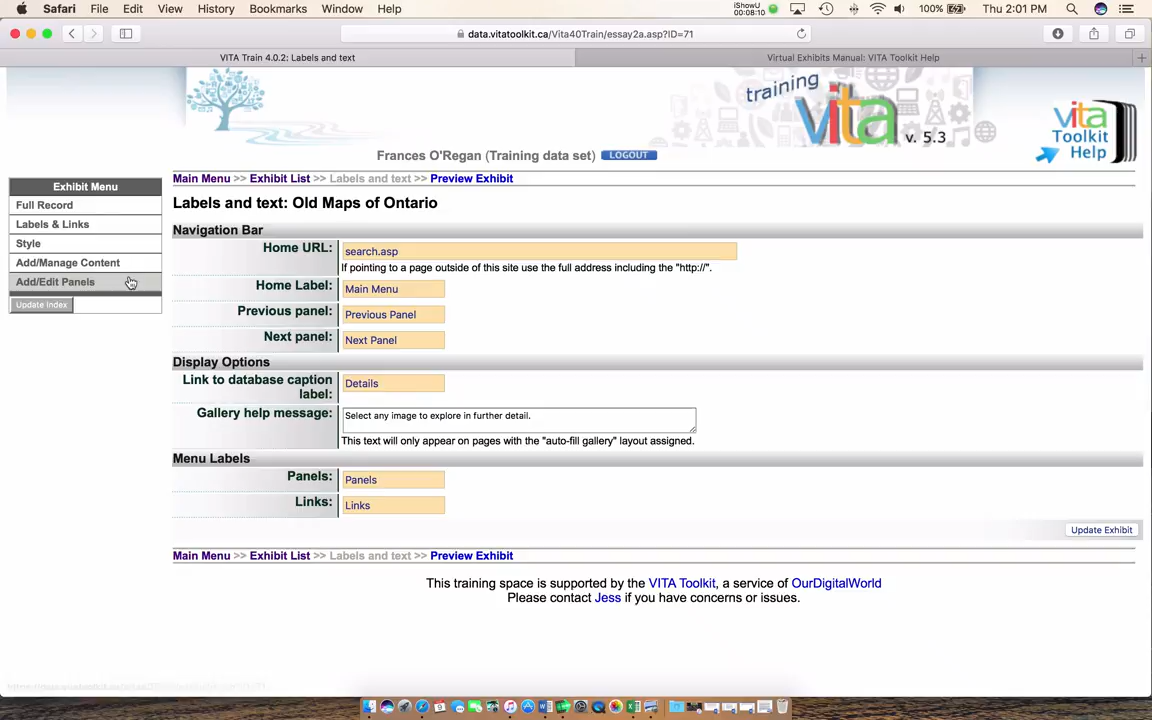 Safari File Edit View History Bookmarks Window Help
iShowU
00:08:10
100% Thu 2:01 PM
data.vitatoolkit.ca/Vita40Train/essay2a.asp?ID=71
VITA Train 4.0.2: Labels and text
Virtual Exhibits Manual: VITA Toolkit Help
training
vita v. 5.3
vita
Toolkit
Help
Frances O'Regan (Training data set) LOGOUT
Main Menu >> Exhibit List >> Labels and text >> Preview Exhibit
Exhibit Menu
Full Record
Labels & Links
Style
Add/Manage Content
Add/Edit Panels
Update Index
Labels and text: Old Maps of Ontario
Navigation Bar
Home URL: search.asp
If pointing to a page outside of this site use the full address including the "http://".
Home Label: Main Menu
Previous panel: Previous Panel
Next panel: Next Panel
Display Options
Link to database caption
label: Details
Gallery help message: Select any image to explore in further detail.
This text will only appear on pages with the "auto-fill gallery" layout assigned.
Menu Labels
Panels: Panels
Links: Links
Update Exhibit
Main Menu >> Exhibit List >> Labels and text >> Preview Exhibit
This training space is supported by the VITA Toolkit, a service of OurDigitalWorld
Please contact Jess if you have concerns or issues.